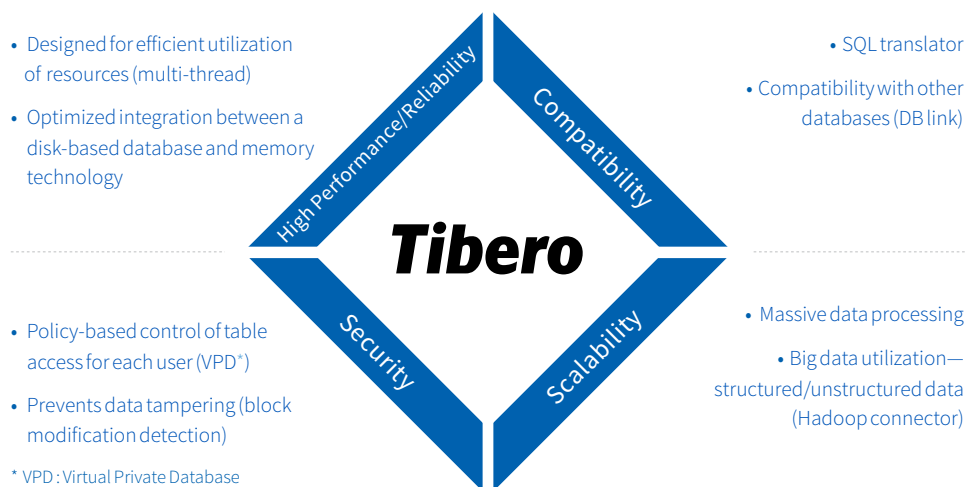 • Designed for efficient utilization
of resources (multi-thread)
• Optimized integration between a
disk-based database and memory
technology
High Performance/Reliability
Compatibility
• SQL translator
• Compatibility with other
databases (DB link)
Tibero
• Policy-based control of table
access for each user (VPD*)
• Prevents data tampering (block
modification detection)
* VPD : Virtual Private Database
Security
Scalability
• Massive data processing
• Big data utilization—
structured/unstructured data
(Hadoop connector)